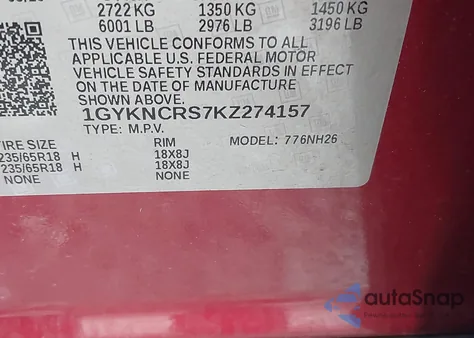 2722 KG 1350 KG 1450 KG
6001 LB 2976 LB 3196 LB
THIS VEHICLE CONFORMS TO ALL
APPLICABLE U.S. FEDERAL MOTOR
VEHICLE SAFETY STANDARDS IN EFFECT
ON THE DATE OF MANUFACTURE
SHOWN ABOVE.
1GYKNCRS7KZ274157
TYPE: M.P.V. MODEL: 776NH26
IRE SIZE RIM
235/65R18 H 18X8J
235/65R18 H 18X8J
NONE NONE
autoSnap